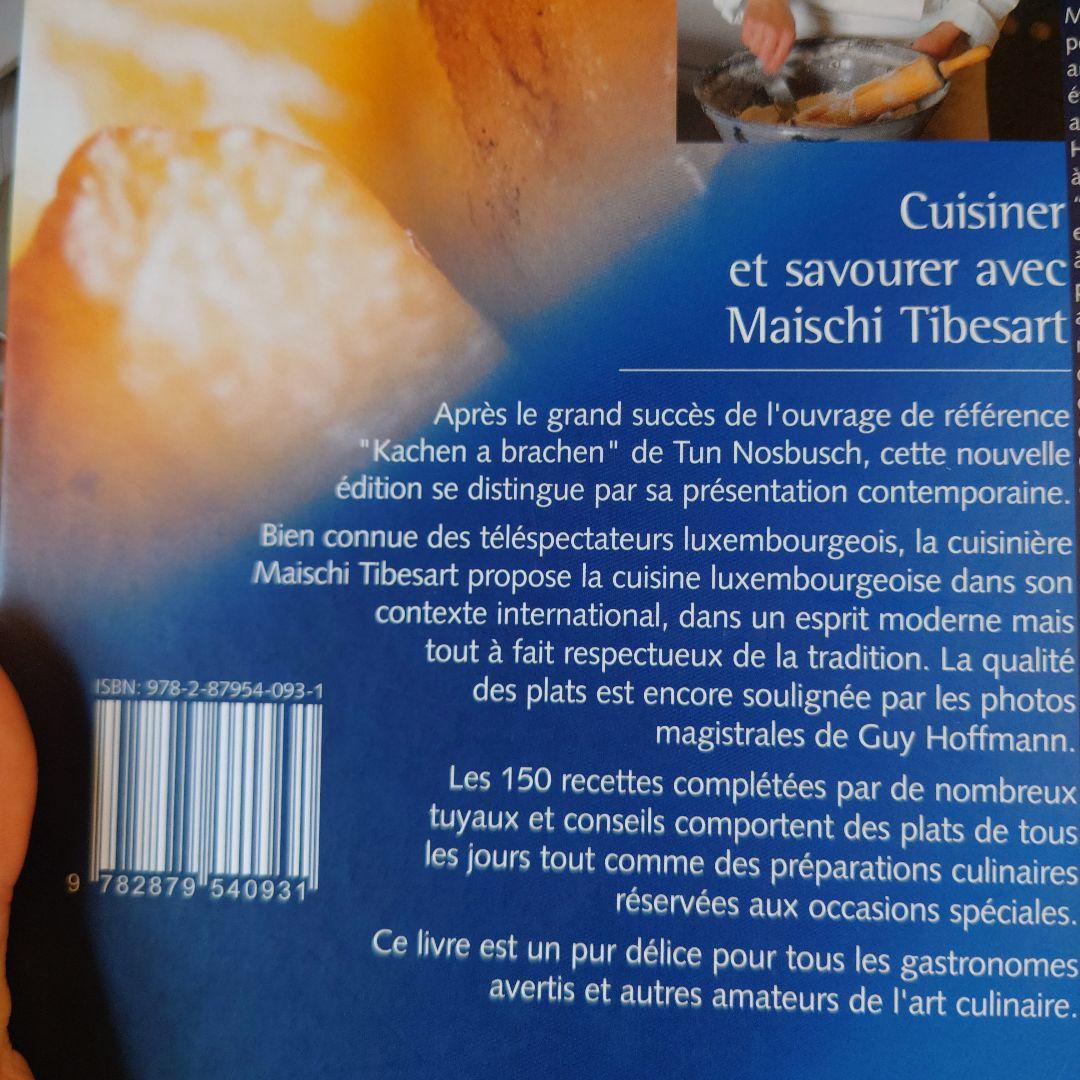 Cuisiner
et savourer avec
Maischi Tibesart
Après le grand succès de l'ouvrage de référence
"Kachen a brachen" de Tun Nosbusch, cette nouvelle
édition se distingue par sa présentation contemporaine.
Bien connue des téléspectateurs luxembourgeois, la cuisinière
Maischi Tibesart propose la cuisine luxembourgeoise dans son
contexte international, dans un esprit moderne mais
tout à fait respectueux de la tradition. La qualité
des plats est encore soulignée par les photos
magistrales de Guy Hoffmann.
Les 150 recettes complétées par de nombreux
tuyaux et conseils comportent des plats de tous
les jours tout comme des préparations culinaires
réservées aux occasions spéciales.
Ce livre est un pur délice pour tous les gastronomes
avertis et autres amateurs de l'art culinaire.
ISBN: 978-2-87954-093-1
9 782879 540931